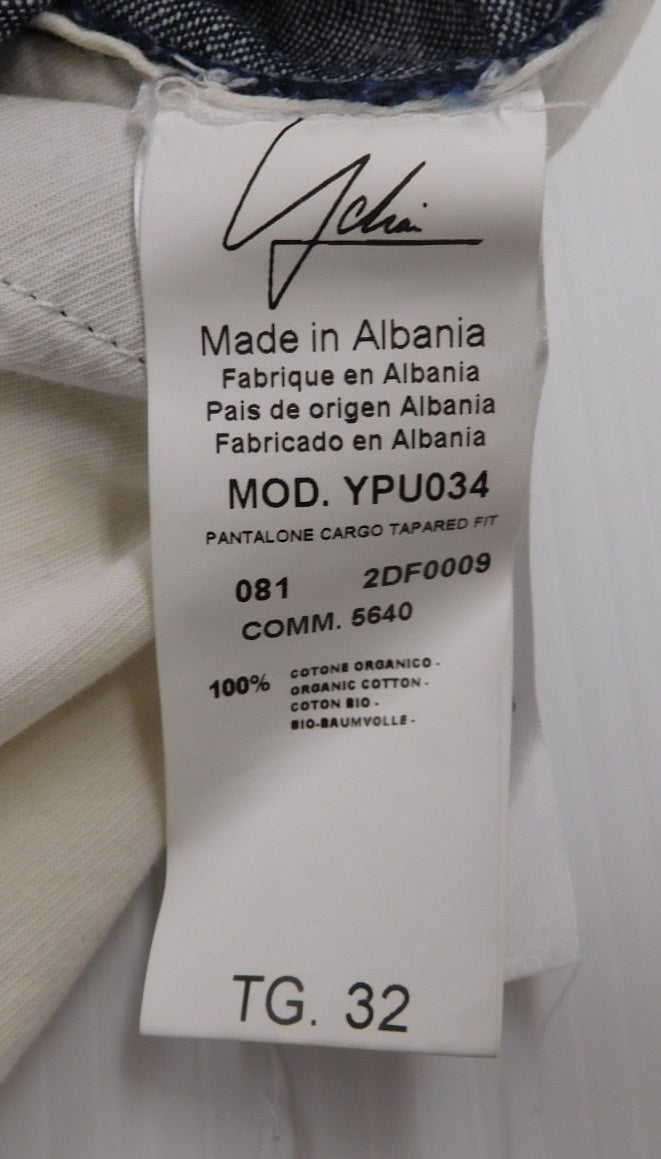 Made in Albania
Fabrique en Albania
Pais de origen Albania
Fabricado en Albania
MOD. YPU034
PANTALONE CARGO TAPARED FIT
081 2DF0009
COMM. 5640
100% COTONE ORGANICO -
ORGANIC COTTON -
COTON BIO -
BIO-BAUMVOLLE -
TG. 32